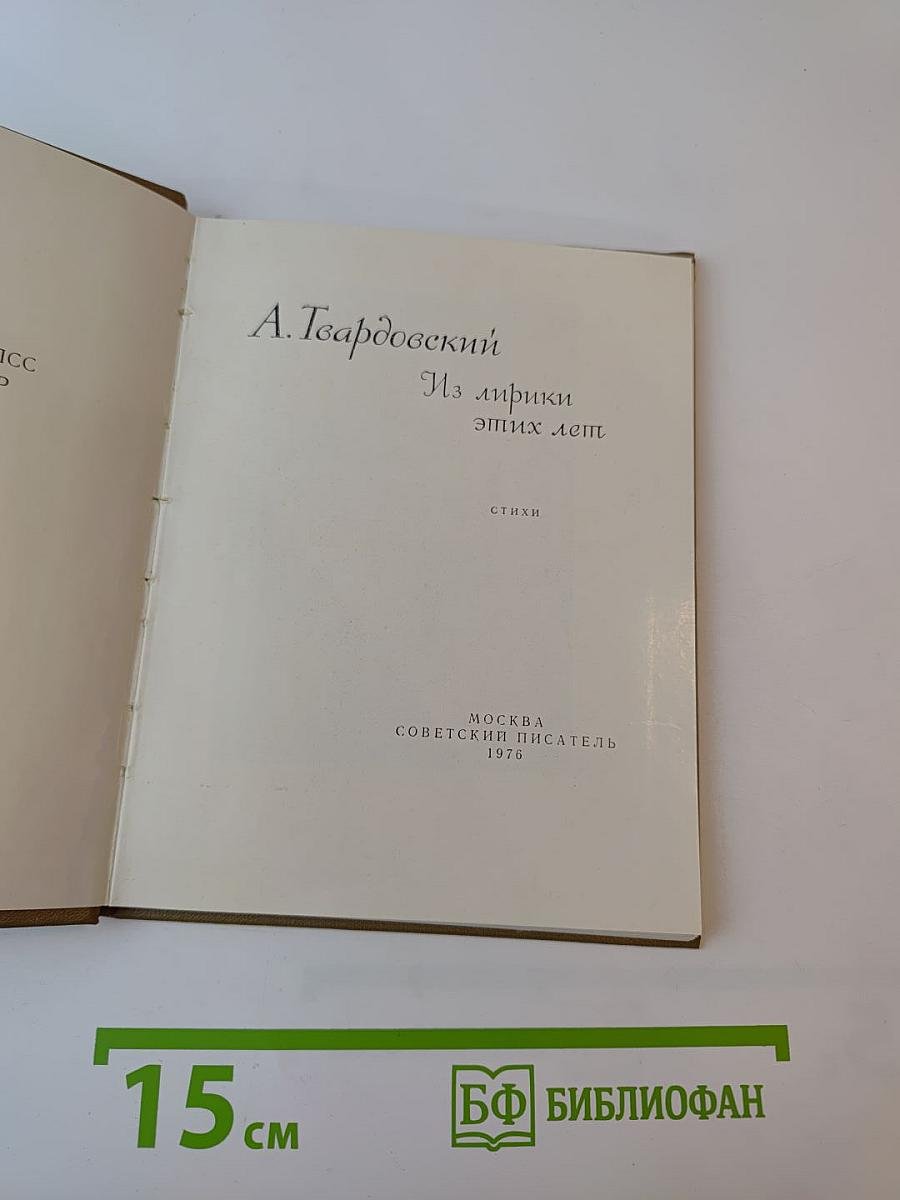 А. Твардовский
Из лирики
этих лет
СТИХИ
МОСКВА
СОВЕТСКИЙ ПИСАТЕЛЬ
1976
15 см
БФ БИБЛИОФАН